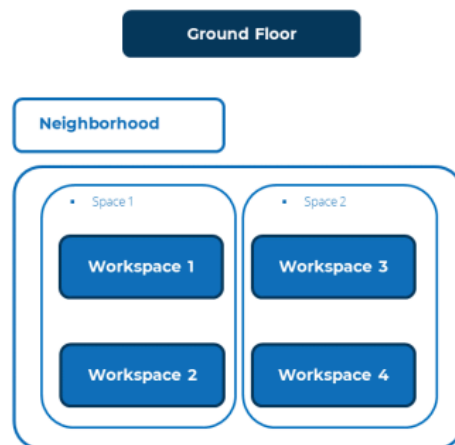 Ground Floor
Neighborhood
▪ Space 1
▪ Space 2
Workspace 1
Workspace 3
Workspace 2
Workspace 4